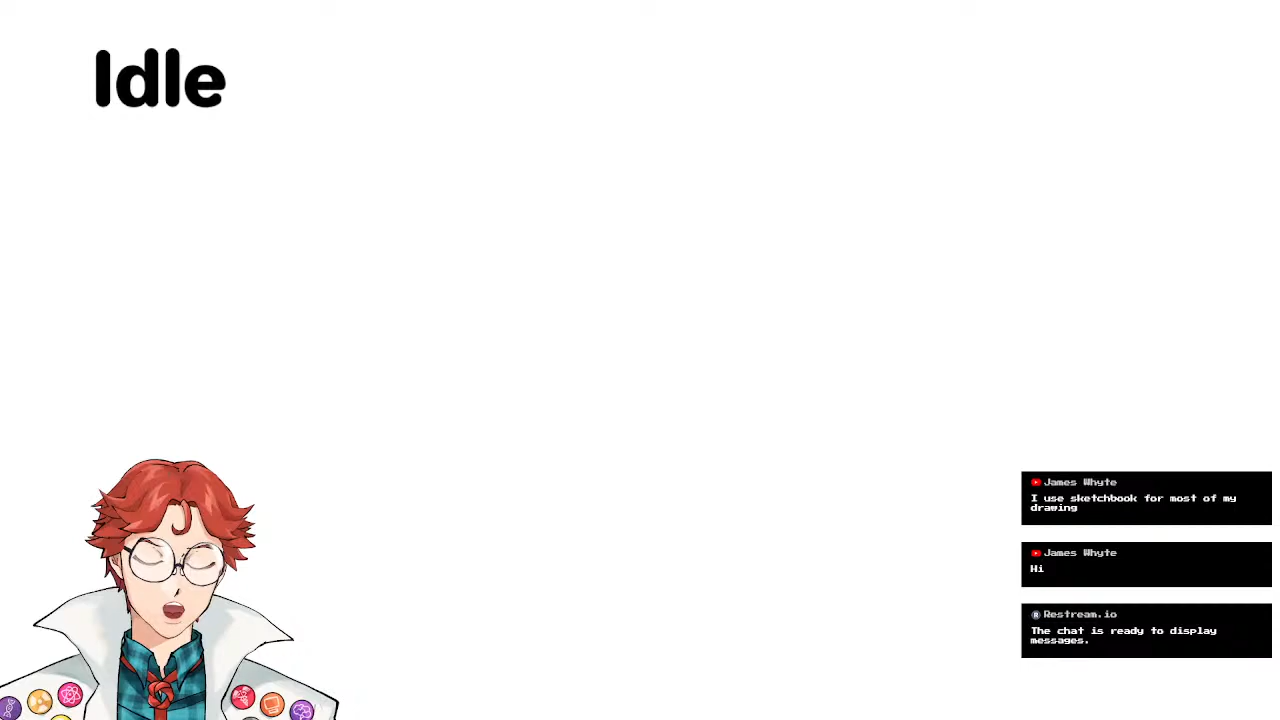 Idle
James Whyte
I use sketchbook for most of my
drawing
James Whyte
Hi
Restream.io
The chat is ready to display
messages.